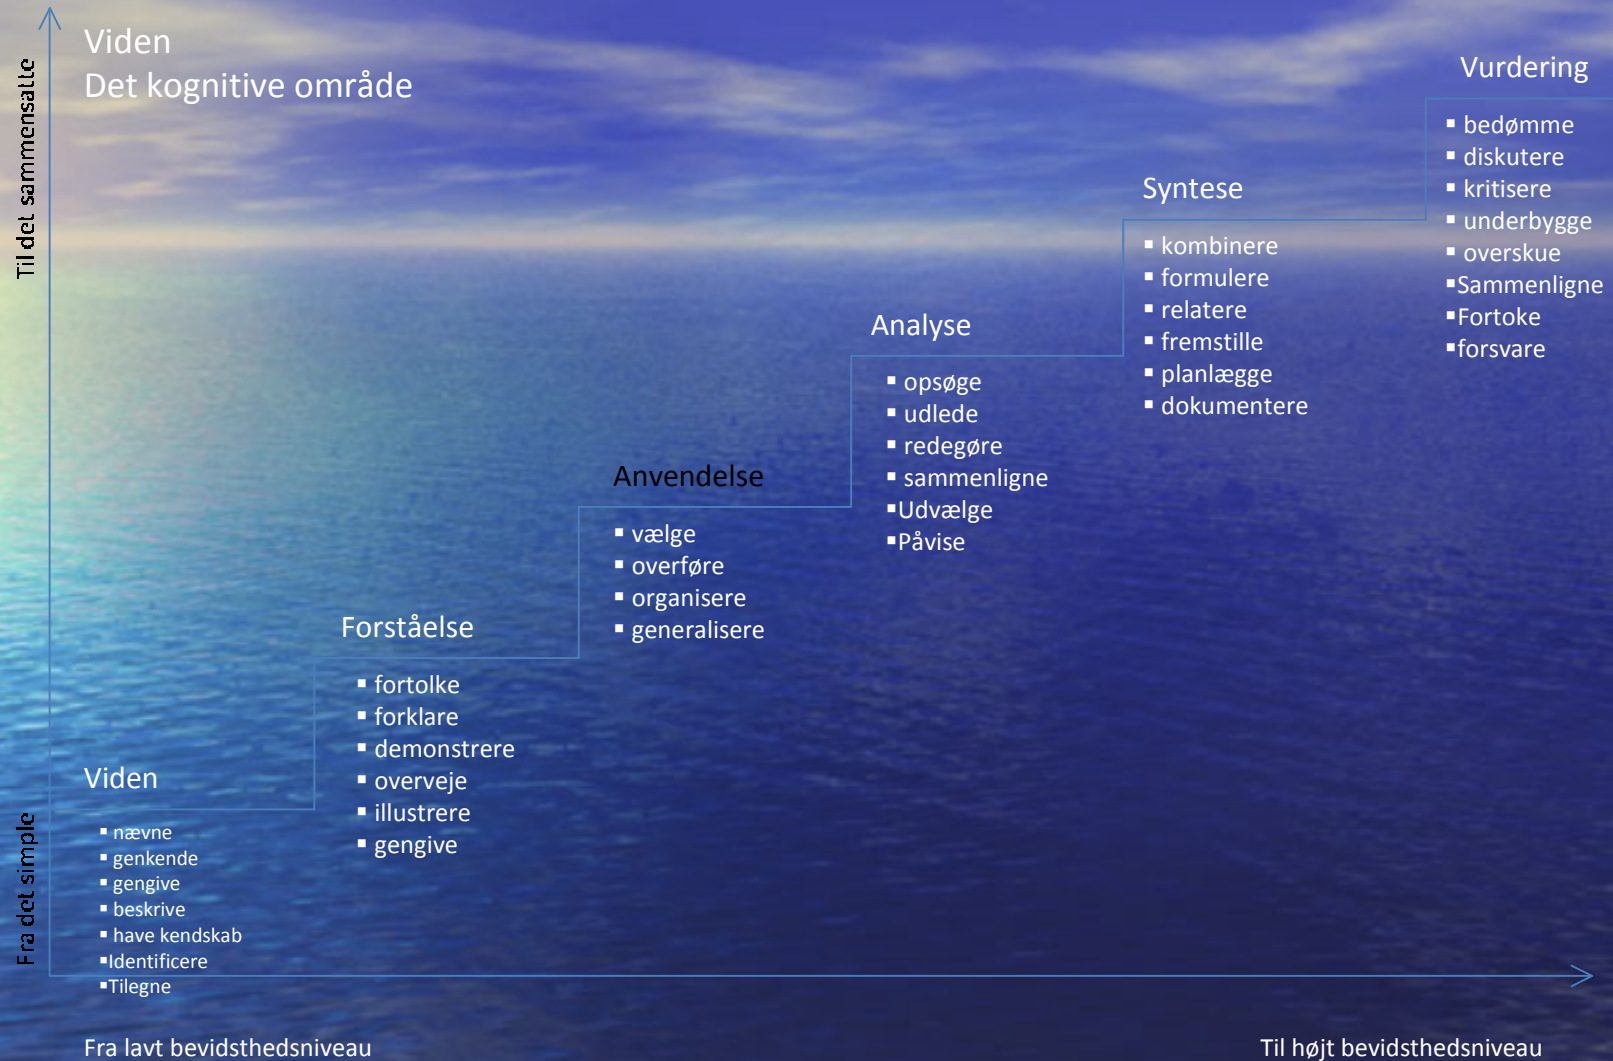 Viden
Det kognitive område
Til det sammensatte
Fra det simple
Viden
▪ nævne
▪ genkende
▪ gengive
▪ beskrive
▪ have kendskab
▪Identificere
▪Tilegne
Forståelse
▪ fortolke
▪ forklare
▪ demonstrere
▪ overveje
▪ illustrere
▪ gengive
Anvendelse
▪ vælge
▪ overføre
▪ organisere
▪ generalisere
Analyse
▪ opsøge
▪ udlede
▪ redegøre
▪ sammenligne
▪Udvælge
▪Påvise
Syntese
▪ kombinere
▪ formulere
▪ relatere
▪ fremstille
▪ planlægge
▪ dokumentere
Vurdering
▪ bedømme
▪ diskutere
▪ kritisere
▪ underbygge
▪ overskue
▪Sammenligne
▪Fortoke
▪forsvare
Fra lavt bevidsthedsniveau
Til højt bevidsthedsniveau